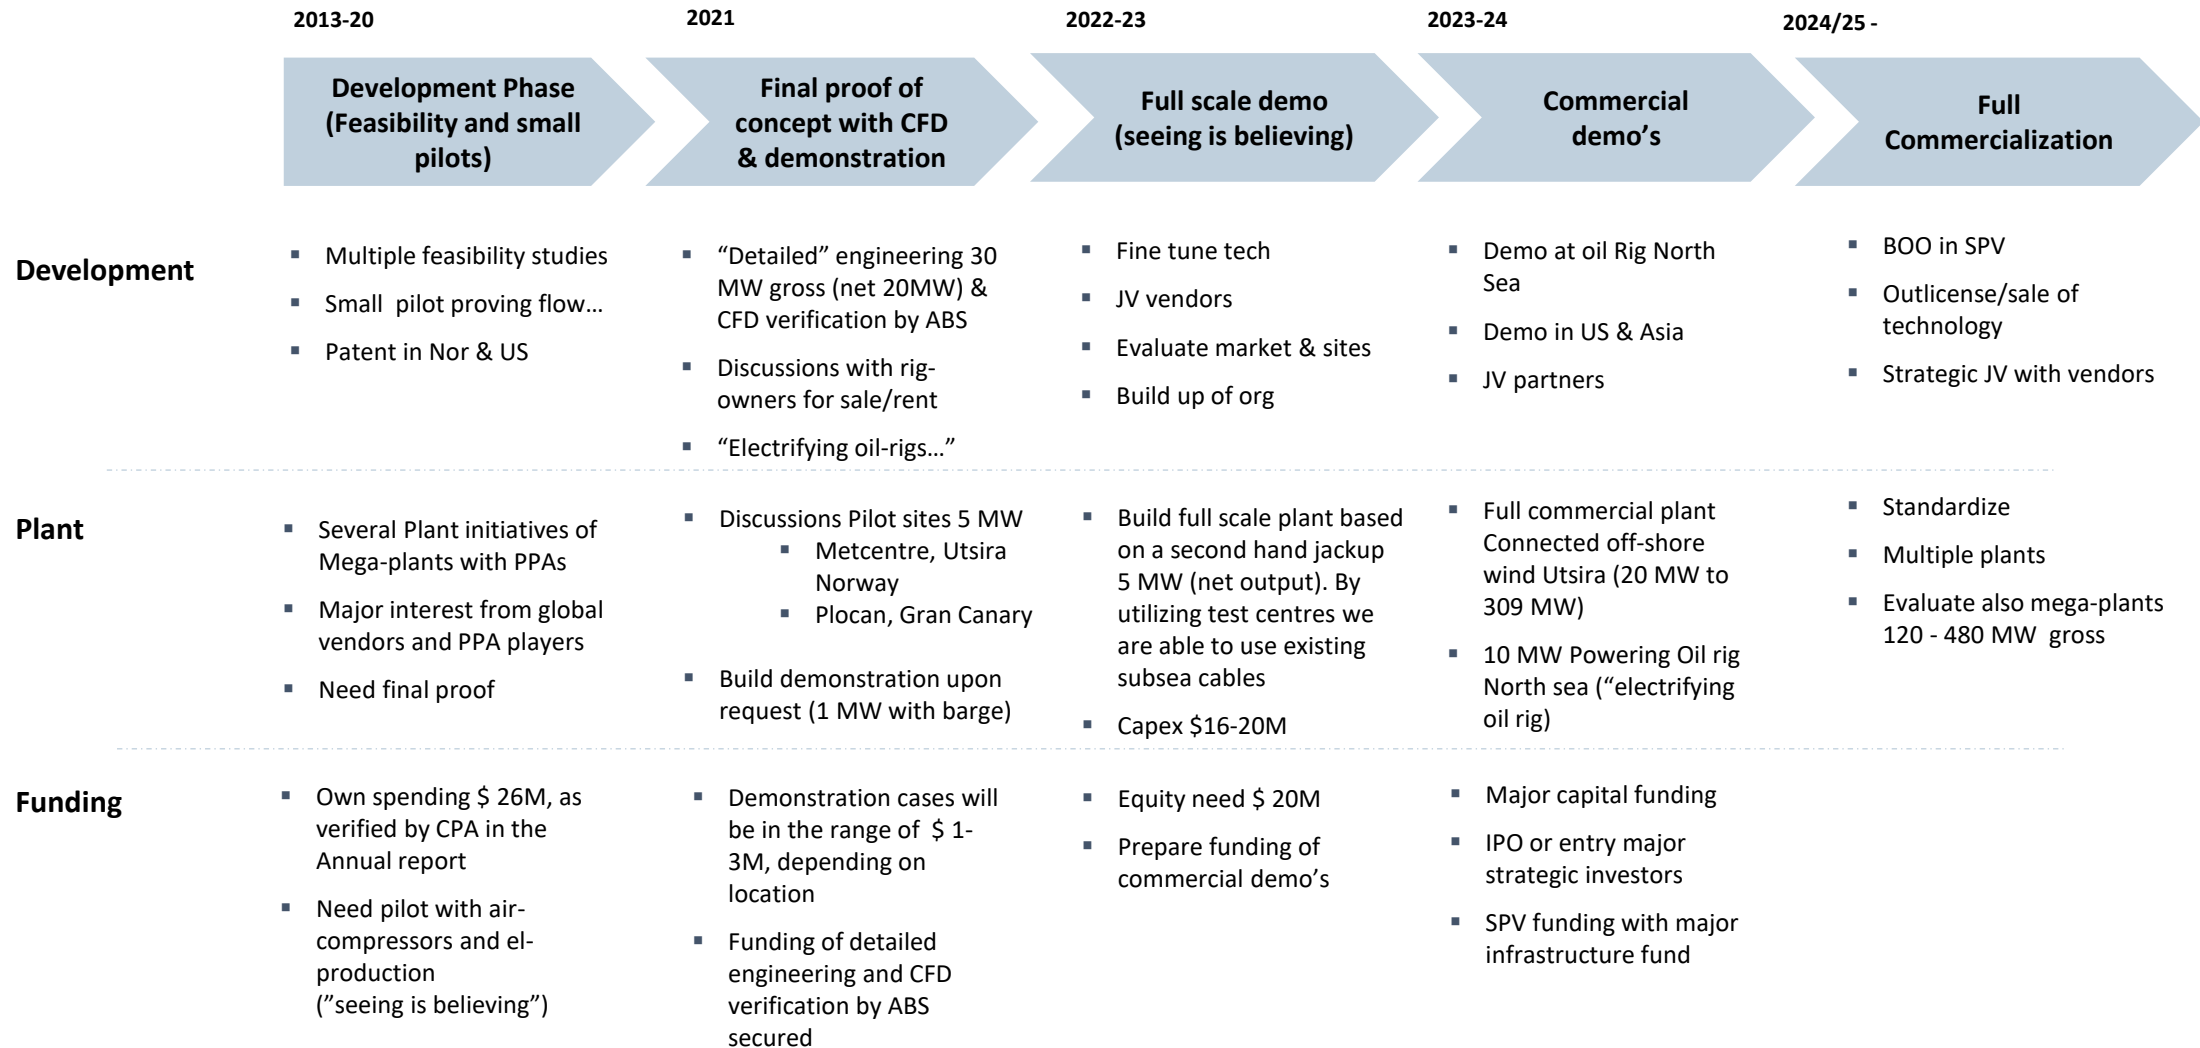 2013-20
2021
2022-23
2023-24
2024/25 -
Development Phase
(Feasibility and small
pilots)
Final proof of
concept with CFD
& demonstration
Full scale demo
(seeing is believing)
Commercial
demo’s
Full
Commercialization
Development
▪ Multiple feasibility studies
▪ Small pilot proving flow…
▪ Patent in Nor & US
▪ “Detailed” engineering 30
MW gross (net 20MW) &
CFD verification by ABS
▪ Discussions with rig-
owners for sale/rent
▪ “Electrifying oil-rigs…”
▪ Fine tune tech
▪ JV vendors
▪ Evaluate market & sites
▪ Build up of org
▪ Demo at oil Rig North
Sea
▪ Demo in US & Asia
▪ JV partners
▪ BOO in SPV
▪ Outlicense/sale of
technology
▪ Strategic JV with vendors
Plant
▪ Several Plant initiatives of
Mega-plants with PPAs
▪ Major interest from global
vendors and PPA players
▪ Need final proof
▪ Discussions Pilot sites 5 MW
▪ Metcentre, Utsira
Norway
▪ Plocan, Gran Canary
▪ Build demonstration upon
request (1 MW with barge)
▪ Build full scale plant based
on a second hand jackup
5 MW (net output). By
utilizing test centres we
are able to use existing
subsea cables
▪ Capex $16-20M
▪ Full commercial plant
Connected off-shore
wind Utsira (20 MW to
309 MW)
▪ 10 MW Powering Oil rig
North sea (“electrifying
oil rig)
▪ Standardize
▪ Multiple plants
▪ Evaluate also mega-plants
120 - 480 MW gross
Funding
▪ Own spending $ 26M, as
verified by CPA in the
Annual report
▪ Need pilot with air-
compressors and el-
production
(”seeing is believing”)
▪ Demonstration cases will
be in the range of $ 1-
3M, depending on
location
▪ Funding of detailed
engineering and CFD
verification by ABS
secured
▪ Equity need $ 20M
▪ Prepare funding of
commercial demo’s
▪ Major capital funding
▪ IPO or entry major
strategic investors
▪ SPV funding with major
infrastructure fund